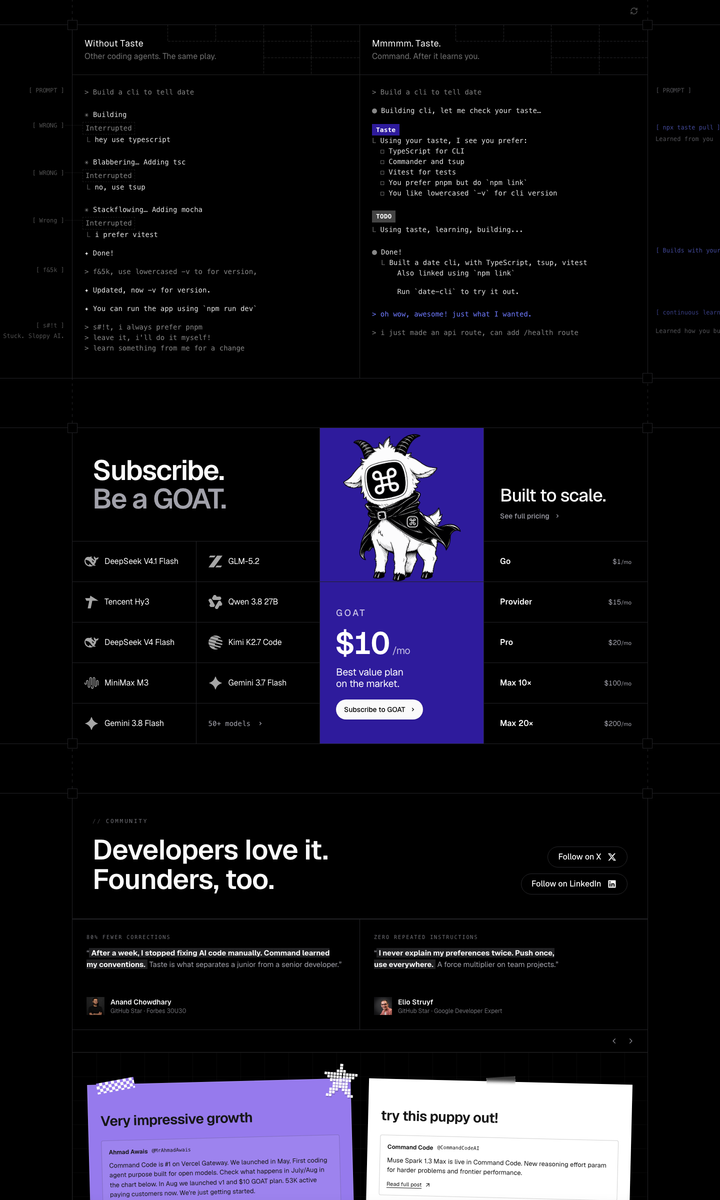 Without Taste
Other coding agents. The same play.
Mmmmm. Taste.
Command. After it learns you.
[ PROMPT ]
> Build a cli to tell date
Building
[ WRONG ]
Interrupted
└ hey use typescript
Blabbering… Adding tsc
[ WRONG ]
Interrupted
└ no, use tsup
Stackflowing… Adding mocha
[ Wrong ]
Interrupted
└ i prefer vitest
✦ Done!
[ f&5k ]
> f&5k, use lowercased -v to for version,
✦ Updated, now -v for version.
✦ You can run the app using `npm run dev`
[ s#!t ]
Stuck. Sloppy AI.
> s#!t, i always prefer pnpm
> leave it, i'll do it myself!
> learn something from me for a change
[ PROMPT ]
> Build a cli to tell date
● Building cli, let me check your taste…
Taste
[ npx taste pull ]
Learned from you
└ Using your taste, I see you prefer:
□ TypeScript for CLI
□ Commander and tsup
□ Vitest for tests
□ You prefer pnpm but do `npm link`
□ You like lowercased `-v` for cli version
TODO
└ Using taste, learning, building...
[ Builds with your
● Done!
└ Built a date cli, with TypeScript, tsup, vitest
Also linked using `npm link`
Run `date-cli` to try it out.
[ continuous learn
> oh wow, awesome! just what I wanted.
Learned how you bu
> i just made an api route, can add /health route
Subscribe.
Be a GOAT.
DeepSeek V4.1 Flash
GLM-5.2
Tencent Hy3
Qwen 3.8 27B
DeepSeek V4 Flash
Kimi K2.7 Code
MiniMax M3
Gemini 3.7 Flash
Gemini 3.8 Flash
50+ models ›
GOAT
$10 /mo
Best value plan
on the market.
Subscribe to GOAT ›
Built to scale.
See full pricing ›
Go $1/mo
Provider $15/mo
Pro $20/mo
Max 10× $100/mo
Max 20× $200/mo
// COMMUNITY
Developers love it.
Founders, too.
Follow on X
Follow on LinkedIn
80% FEWER CORRECTIONS
"After a week, I stopped fixing AI code manually. Command learned
my conventions. Taste is what separates a junior from a senior developer."
Anand Chowdhary
GitHub Star · Forbes 30U30
ZERO REPEATED INSTRUCTIONS
"I never explain my preferences twice. Push once,
use everywhere. A force multiplier on team projects."
Elio Struyf
GitHub Star · Google Developer Expert
Very impressive growth
Ahmad Awais @MrAhmadAwais
Command Code is #1 on Vercel Gateway. We launched in May. First coding
agent purpose built for open models. Check what happens in July/Aug in
the chart below. In Aug we launched v1 and $10 GOAT plan. 53K active
paying customers now. We're just getting started.
try this puppy out!
Command Code @CommandCodeAI
Muse Spark 1.3 Max is live in Command Code. New reasoning effort param
for harder problems and frontier performance.
Read full post ↗